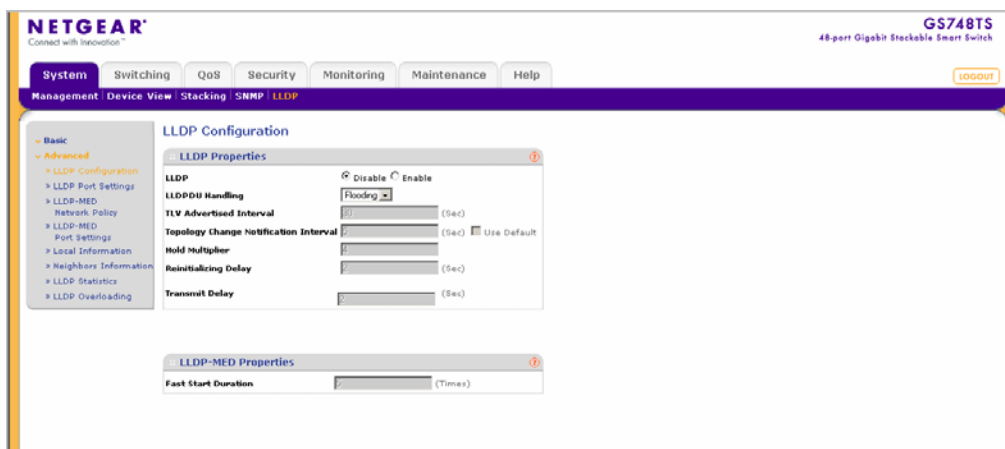 NETGEAR®
Connect with Innovation™
GS748TS
48-port Gigabit Stackable Smart Switch
System Switching QoS Security Monitoring Maintenance Help
LOGOUT
Management Device View Stacking SNMP LLDP
Basic
Advanced
LLDP Configuration
LLDP Port Settings
LLDP-MED
Network Policy
LLDP-MED
Port Settings
Local Information
Neighbors Information
LLDP Statistics
LLDP Overloading
LLDP Configuration
LLDP Properties
LLDP Disable Enable
LLDPDU Handling Flooding
TLV Advertised Interval 30 (Sec)
Topology Change Notification Interval (Sec) Use Default
Hold Multiplier 4
Reinitializing Delay 2 (Sec)
Transmit Delay 2 (Sec)
LLDP-MED Properties
Fast Start Duration (Times)